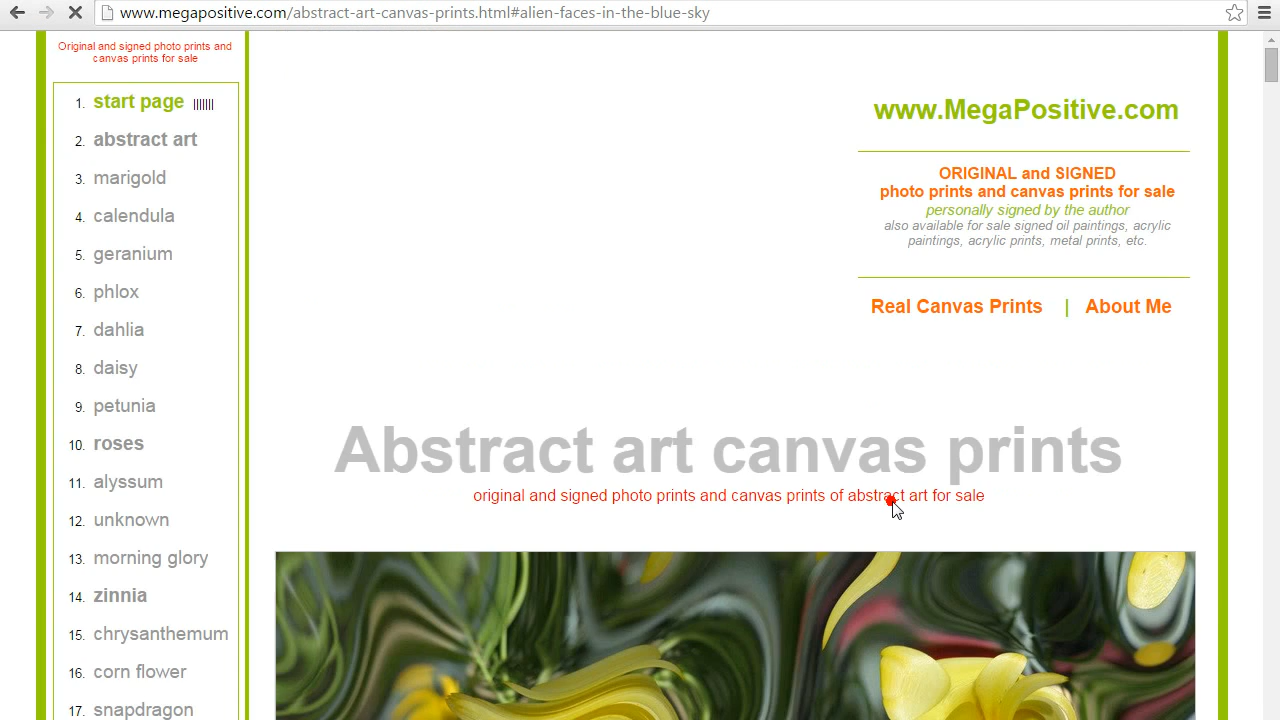 www.megapositive.com/abstract-art-canvas-prints.html#alien-faces-in-the-blue-sky
Original and signed photo prints and
canvas prints for sale
1. start page |||||||
2. abstract art
3. marigold
4. calendula
5. geranium
6. phlox
7. dahlia
8. daisy
9. petunia
10. roses
11. alyssum
12. unknown
13. morning glory
14. zinnia
15. chrysanthemum
16. corn flower
17. snapdragon
www.MegaPositive.com
ORIGINAL and SIGNED
photo prints and canvas prints for sale
personally signed by the author
also available for sale signed oil paintings, acrylic
paintings, acrylic prints, metal prints, etc.
Real Canvas Prints | About Me
Abstract art canvas prints
original and signed photo prints and canvas prints of abstract art for sale